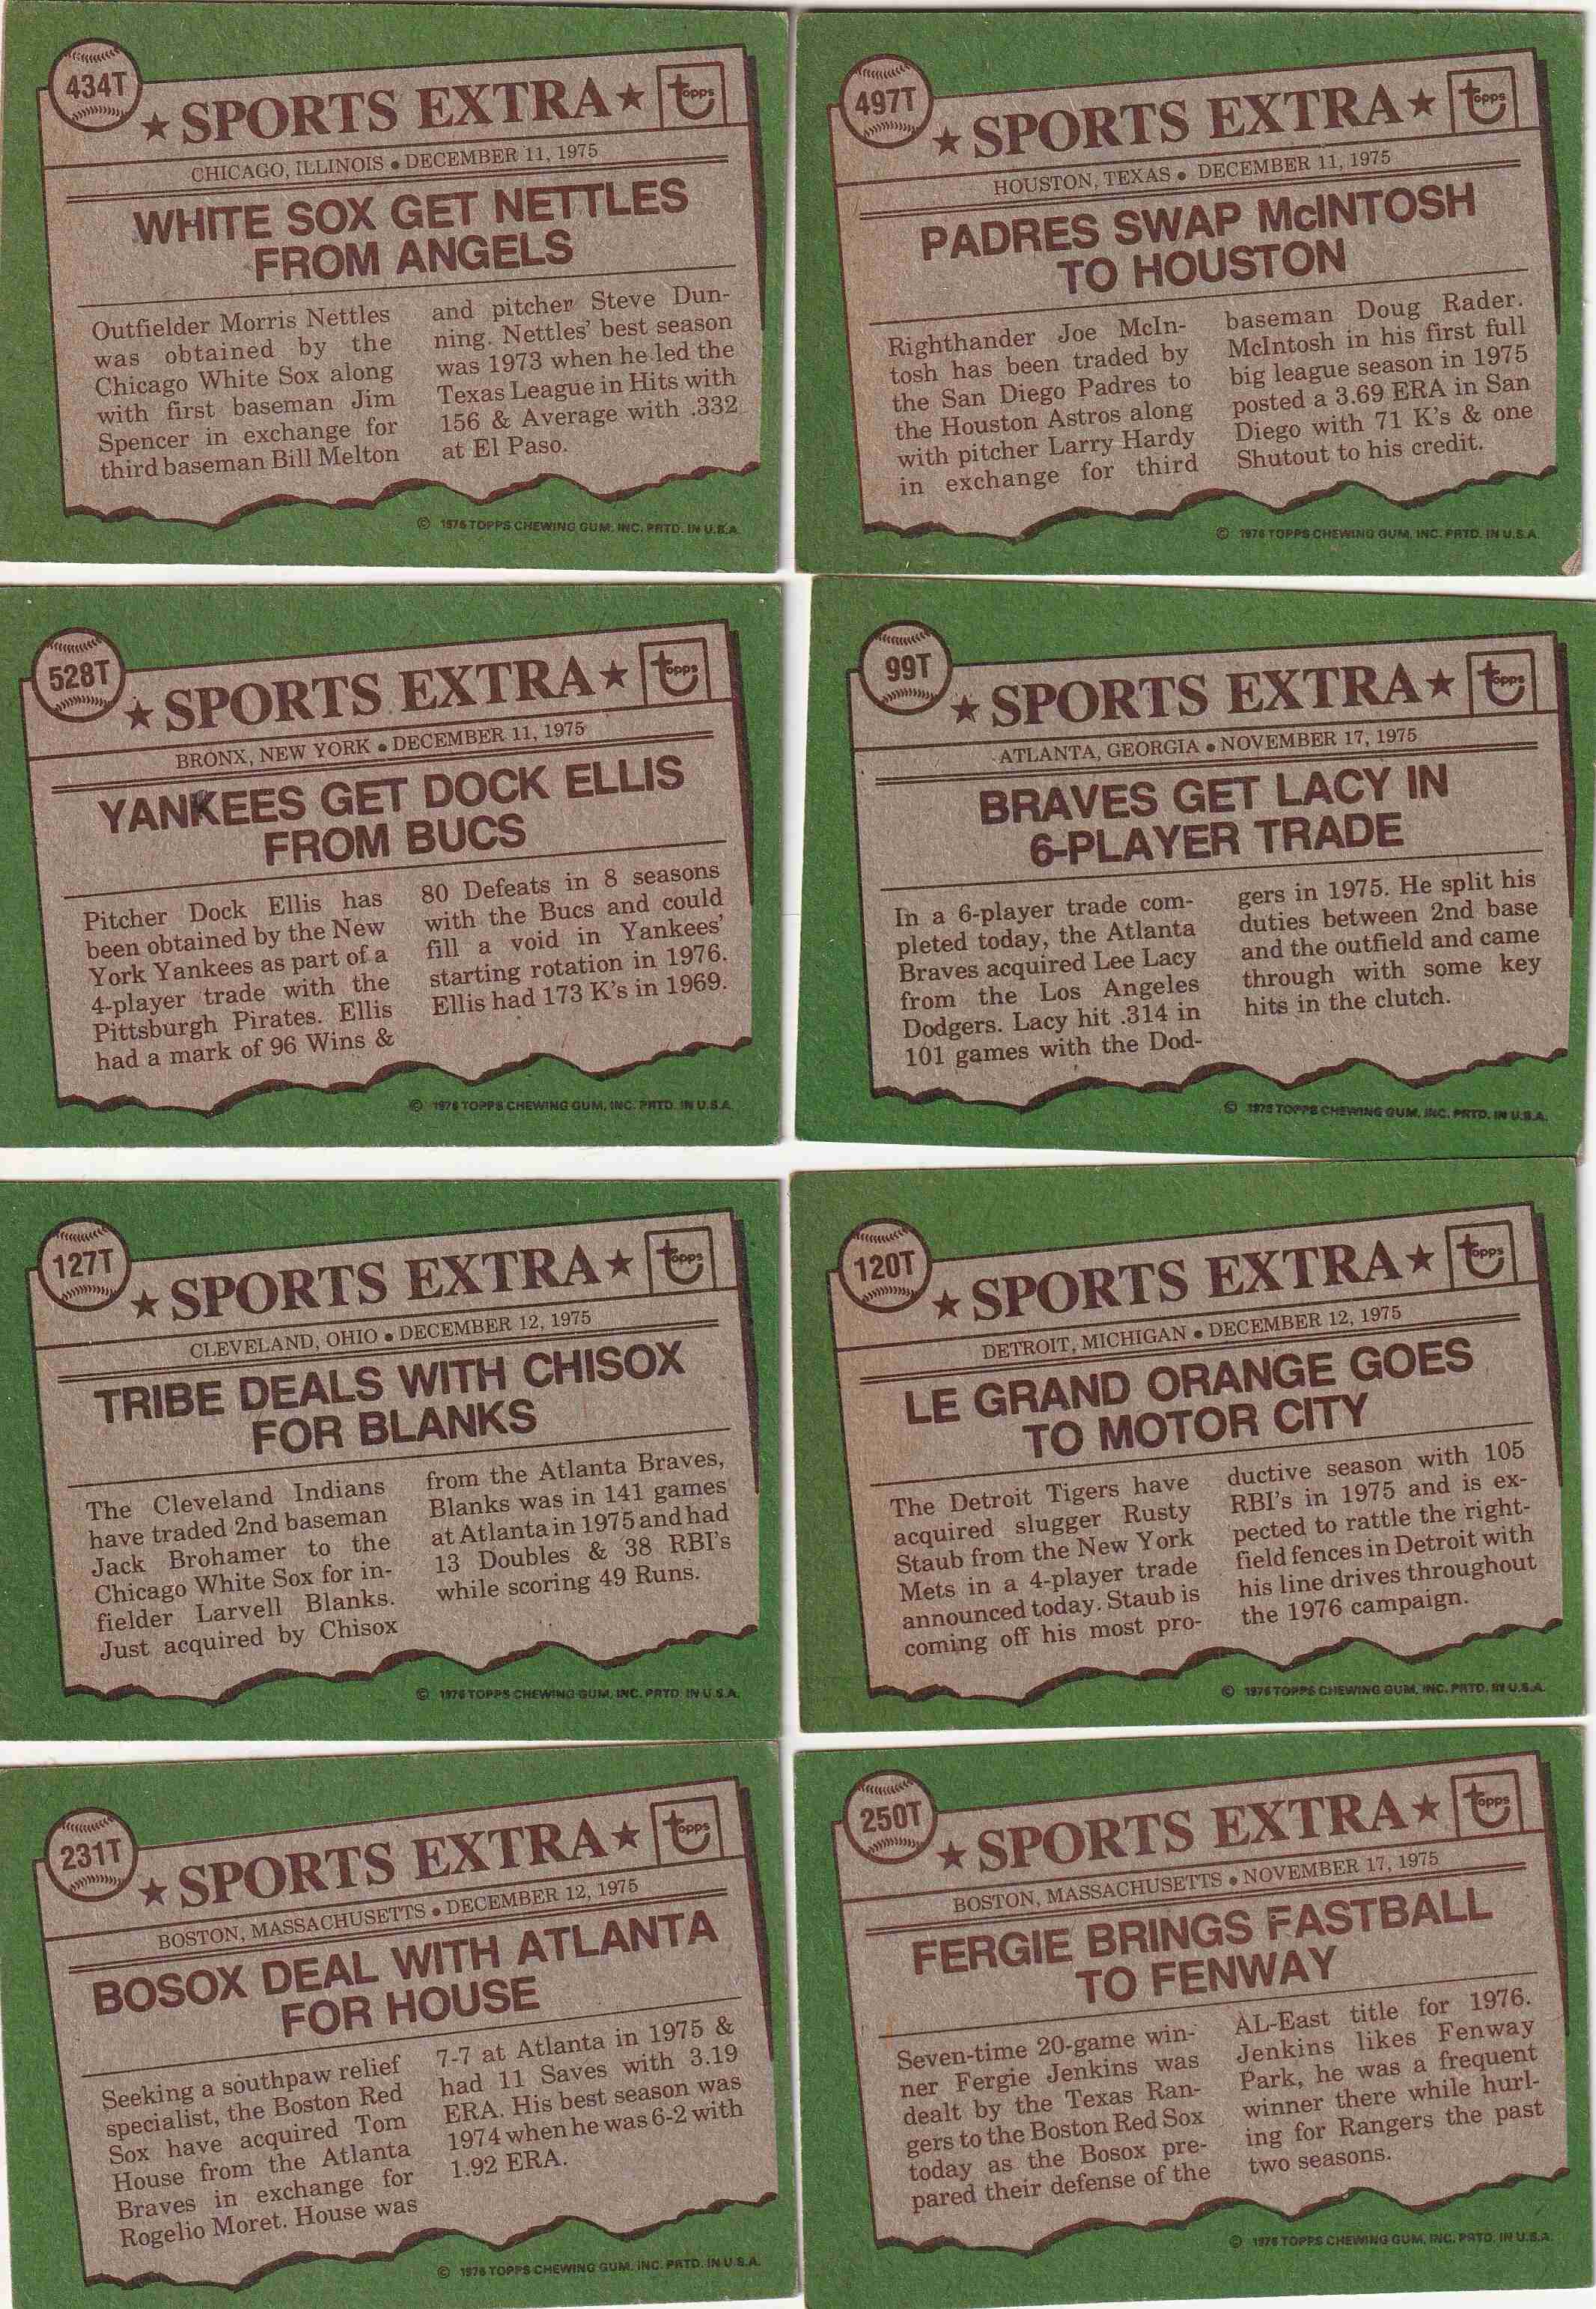 434T
★ SPORTS EXTRA ★
topps
CHICAGO, ILLINOIS • DECEMBER 11, 1975
WHITE SOX GET NETTLES
FROM ANGELS
Outfielder Morris Nettles
was obtained by the
Chicago White Sox along
with first baseman Jim
Spencer in exchange for
third baseman Bill Melton
and pitcher Steve Dun-
ning. Nettles' best season
was 1973 when he led the
Texas League in Hits with
156 & Average with .332
at El Paso.
© 1976 TOPPS CHEWING GUM, INC. PRTD. IN U.S.A.
497T
★ SPORTS EXTRA ★
topps
HOUSTON, TEXAS • DECEMBER 11, 1975
PADRES SWAP McINTOSH
TO HOUSTON
Righthander Joe McIn-
tosh has been traded by
the San Diego Padres to
the Houston Astros along
with pitcher Larry Hardy
in exchange for third
baseman Doug Rader.
McIntosh in his first full
big league season in 1975
posted a 3.69 ERA in San
Diego with 71 K's & one
Shutout to his credit.
© 1976 TOPPS CHEWING GUM, INC. PRTD. IN U.S.A.
528T
★ SPORTS EXTRA ★
topps
BRONX, NEW YORK • DECEMBER 11, 1975
YANKEES GET DOCK ELLIS
FROM BUCS
Pitcher Dock Ellis has
been obtained by the New
York Yankees as part of a
4-player trade with the
Pittsburgh Pirates. Ellis
had a mark of 96 Wins &
80 Defeats in 8 seasons
with the Bucs and could
fill a void in Yankees'
starting rotation in 1976.
Ellis had 173 K's in 1969.
© 1976 TOPPS CHEWING GUM, INC. PRTD. IN U.S.A.
99T
★ SPORTS EXTRA ★
topps
ATLANTA, GEORGIA • NOVEMBER 17, 1975
BRAVES GET LACY IN
6-PLAYER TRADE
In a 6-player trade com-
pleted today, the Atlanta
Braves acquired Lee Lacy
from the Los Angeles
Dodgers. Lacy hit .314 in
101 games with the Dod-
gers in 1975. He split his
duties between 2nd base
and the outfield and came
through with some key
hits in the clutch.
© 1976 TOPPS CHEWING GUM, INC. PRTD. IN U.S.A.
127T
★ SPORTS EXTRA ★
topps
CLEVELAND, OHIO • DECEMBER 12, 1975
TRIBE DEALS WITH CHISOX
FOR BLANKS
The Cleveland Indians
have traded 2nd baseman
Jack Brohamer to the
Chicago White Sox for in-
fielder Larvell Blanks.
Just acquired by Chisox
from the Atlanta Braves,
Blanks was in 141 games
at Atlanta in 1975 and had
13 Doubles & 38 RBI's
while scoring 49 Runs.
© 1976 TOPPS CHEWING GUM, INC. PRTD. IN U.S.A.
120T
★ SPORTS EXTRA ★
topps
DETROIT, MICHIGAN • DECEMBER 12, 1975
LE GRAND ORANGE GOES
TO MOTOR CITY
The Detroit Tigers have
acquired slugger Rusty
Staub from the New York
Mets in a 4-player trade
announced today. Staub is
coming off his most pro-
ductive season with 105
RBI's in 1975 and is ex-
pected to rattle the right-
field fences in Detroit with
his line drives throughout
the 1976 campaign.
© 1976 TOPPS CHEWING GUM, INC. PRTD. IN U.S.A.
231T
★ SPORTS EXTRA ★
topps
BOSTON, MASSACHUSETTS • DECEMBER 12, 1975
BOSOX DEAL WITH ATLANTA
FOR HOUSE
Seeking a southpaw relief
specialist, the Boston Red
Sox have acquired Tom
House from the Atlanta
Braves in exchange for
Rogelio Moret. House was
7-7 at Atlanta in 1975 &
had 11 Saves with 3.19
ERA. His best season was
1974 when he was 6-2 with
1.92 ERA.
© 1976 TOPPS CHEWING GUM, INC. PRTD. IN U.S.A.
250T
★ SPORTS EXTRA ★
topps
BOSTON, MASSACHUSETTS • NOVEMBER 17, 1975
FERGIE BRINGS FASTBALL
TO FENWAY
Seven-time 20-game win-
ner Fergie Jenkins was
dealt by the Texas Ran-
gers to the Boston Red Sox
today as the Bosox pre-
pared their defense of the
AL-East title for 1976.
Jenkins likes Fenway
Park, he was a frequent
winner there while hurl-
ing for Rangers the past
two seasons.
© 1976 TOPPS CHEWING GUM, INC. PRTD. IN U.S.A.